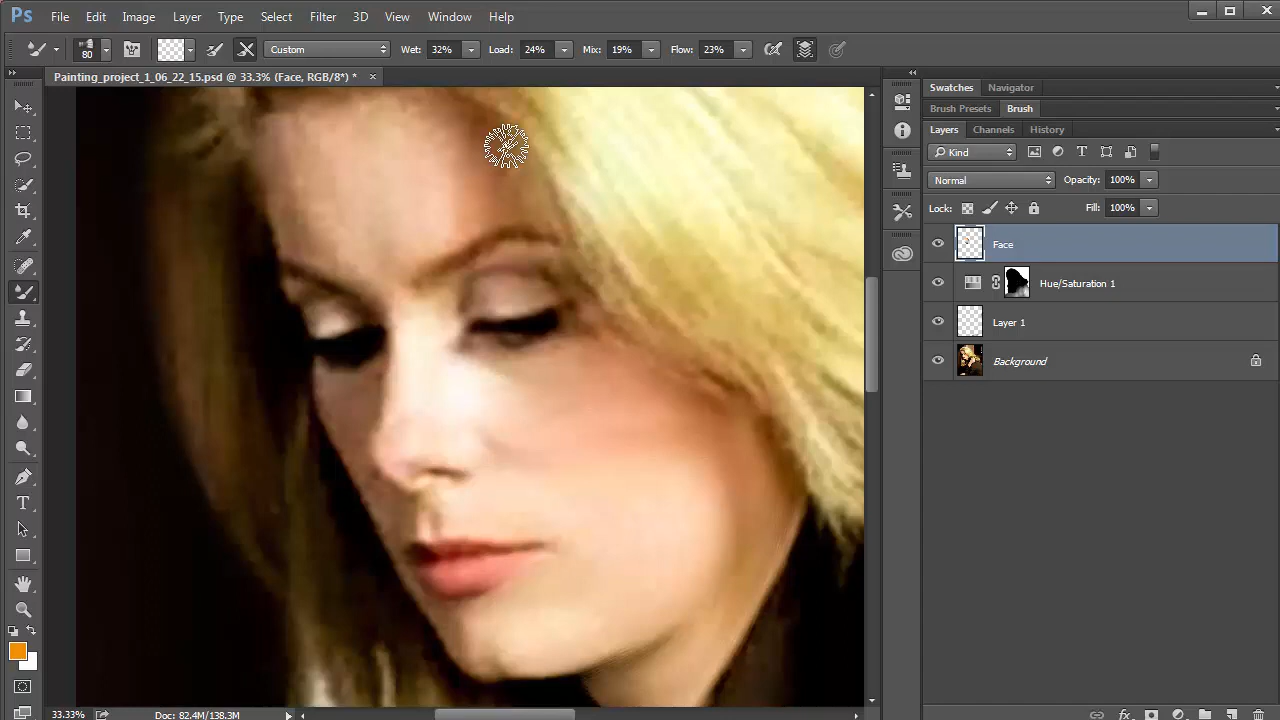 Ps File Edit Image Layer Type Select Filter 3D View Window Help
80 Custom Wet: 32% Load: 24% Mix: 19% Flow: 23%
Painting_project_1_06_22_15.psd @ 33.3% (Face, RGB/8*) *
Swatches Navigator
Brush Presets Brush
Layers Channels History
Kind
Normal Opacity: 100%
Lock: Fill: 100%
Face
Hue/Saturation 1
Layer 1
Background
33.33% Doc: 82.4M/138.3M
fx